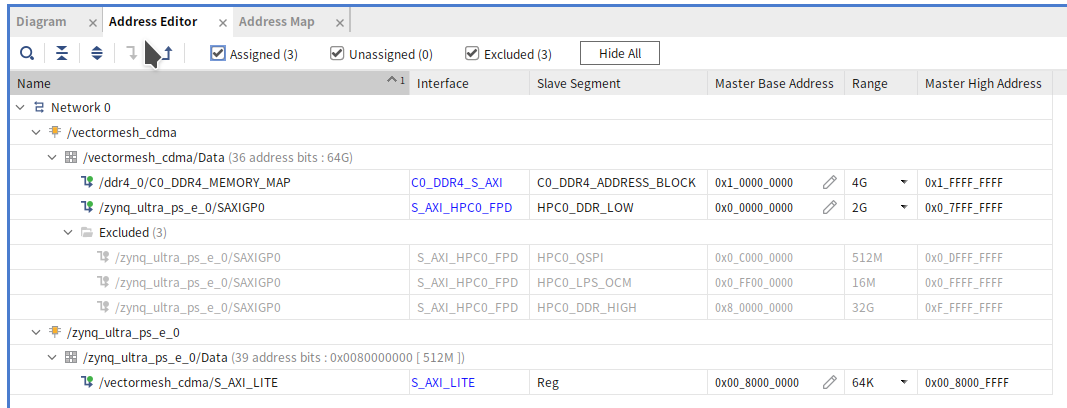 Diagram Address Editor Address Map
Assigned (3) Unassigned (0) Excluded (3) Hide All
Name 1 Interface Slave Segment Master Base Address Range Master High Address
Network 0
/vectormesh_cdma
/vectormesh_cdma/Data (36 address bits : 64G)
/ddr4_0/C0_DDR4_MEMORY_MAP C0_DDR4_S_AXI C0_DDR4_ADDRESS_BLOCK 0x1_0000_0000 4G 0x1_FFFF_FFFF
/zynq_ultra_ps_e_0/SAXIGP0 S_AXI_HPC0_FPD HPC0_DDR_LOW 0x0_0000_0000 2G 0x0_7FFF_FFFF
Excluded (3)
/zynq_ultra_ps_e_0/SAXIGP0 S_AXI_HPC0_FPD HPC0_QSPI 0x0_C000_0000 512M 0x0_DFFF_FFFF
/zynq_ultra_ps_e_0/SAXIGP0 S_AXI_HPC0_FPD HPC0_LPS_OCM 0x0_FF00_0000 16M 0x0_FFFF_FFFF
/zynq_ultra_ps_e_0/SAXIGP0 S_AXI_HPC0_FPD HPC0_DDR_HIGH 0x8_0000_0000 32G 0xF_FFFF_FFFF
/zynq_ultra_ps_e_0
/zynq_ultra_ps_e_0/Data (39 address bits : 0x0080000000 [ 512M ])
/vectormesh_cdma/S_AXI_LITE S_AXI_LITE Reg 0x00_8000_0000 64K 0x00_8000_FFFF